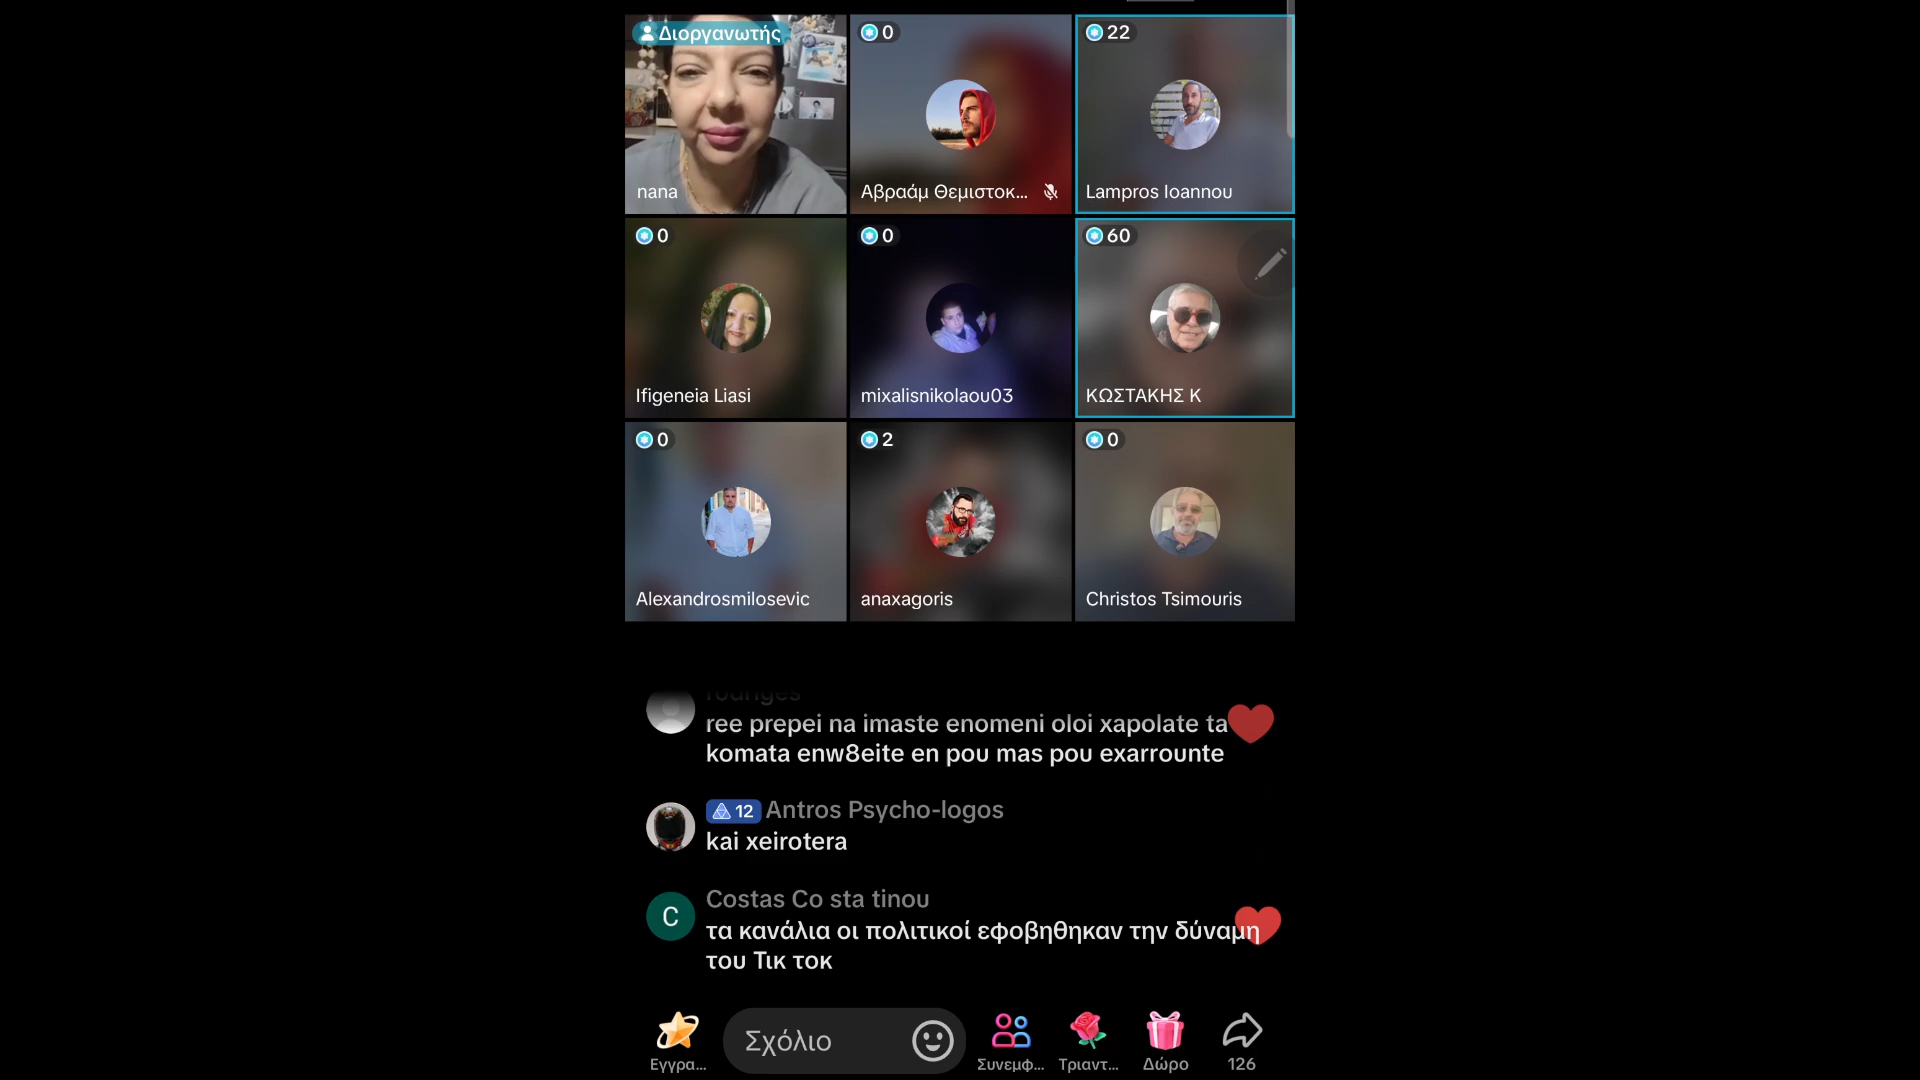 Διοργανωτής
0
22
nana
Αβραάμ Θεμιστοκ...
Lampros Ioannou
0
0
60
Ifigeneia Liasi
mixalisnikolaou03
ΚΩΣΤΑΚΗΣ Κ
0
2
0
Alexandrosmilosevic
anaxagoris
Christos Tsimouris
rodriges
ree prepei na imaste enomeni oloi xapolate ta
komata enw8eite en pou mas pou exarrounte
12 Antros Psycho-logos
kai xeirotera
C
Costas Co sta tinou
τα κανάλια οι πολιτικοί εφοβηθηκαν την δύναμη
του Τικ τοκ
Σχόλιο
Εγγρα...
Συνεμφ...
Τριαντ...
Δώρο
126